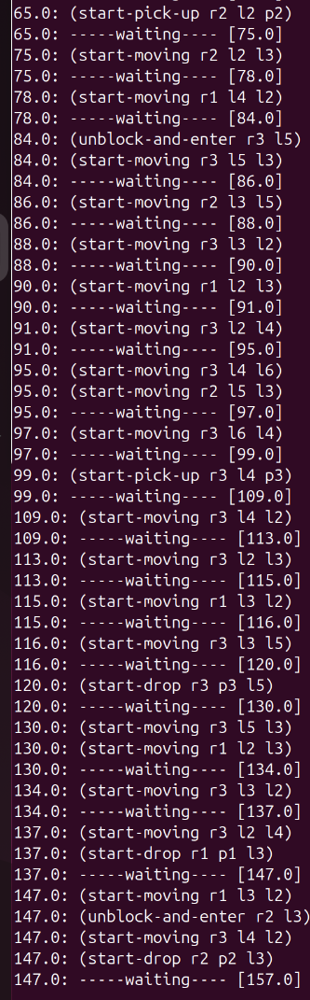 65.0: (start-pick-up r2 l2 p2)
65.0: -----waiting---- [75.0]
75.0: (start-moving r2 l2 l3)
75.0: -----waiting---- [78.0]
78.0: (start-moving r1 l4 l2)
78.0: -----waiting---- [84.0]
84.0: (unblock-and-enter r3 l5)
84.0: (start-moving r3 l5 l3)
84.0: -----waiting---- [86.0]
86.0: (start-moving r2 l3 l5)
86.0: -----waiting---- [88.0]
88.0: (start-moving r3 l3 l2)
88.0: -----waiting---- [90.0]
90.0: (start-moving r1 l2 l3)
90.0: -----waiting---- [91.0]
91.0: (start-moving r3 l2 l4)
91.0: -----waiting---- [95.0]
95.0: (start-moving r3 l4 l6)
95.0: (start-moving r2 l5 l3)
95.0: -----waiting---- [97.0]
97.0: (start-moving r3 l6 l4)
97.0: -----waiting---- [99.0]
99.0: (start-pick-up r3 l4 p3)
99.0: -----waiting---- [109.0]
109.0: (start-moving r3 l4 l2)
109.0: -----waiting---- [113.0]
113.0: (start-moving r3 l2 l3)
113.0: -----waiting---- [115.0]
115.0: (start-moving r1 l3 l2)
115.0: -----waiting---- [116.0]
116.0: (start-moving r3 l3 l5)
116.0: -----waiting---- [120.0]
120.0: (start-drop r3 p3 l5)
120.0: -----waiting---- [130.0]
130.0: (start-moving r3 l5 l3)
130.0: (start-moving r1 l2 l3)
130.0: -----waiting---- [134.0]
134.0: (start-moving r3 l3 l2)
134.0: -----waiting---- [137.0]
137.0: (start-moving r3 l2 l4)
137.0: (start-drop r1 p1 l3)
137.0: -----waiting---- [147.0]
147.0: (start-moving r1 l3 l2)
147.0: (unblock-and-enter r2 l3)
147.0: (start-moving r3 l4 l2)
147.0: (start-drop r2 p2 l3)
147.0: -----waiting---- [157.0]